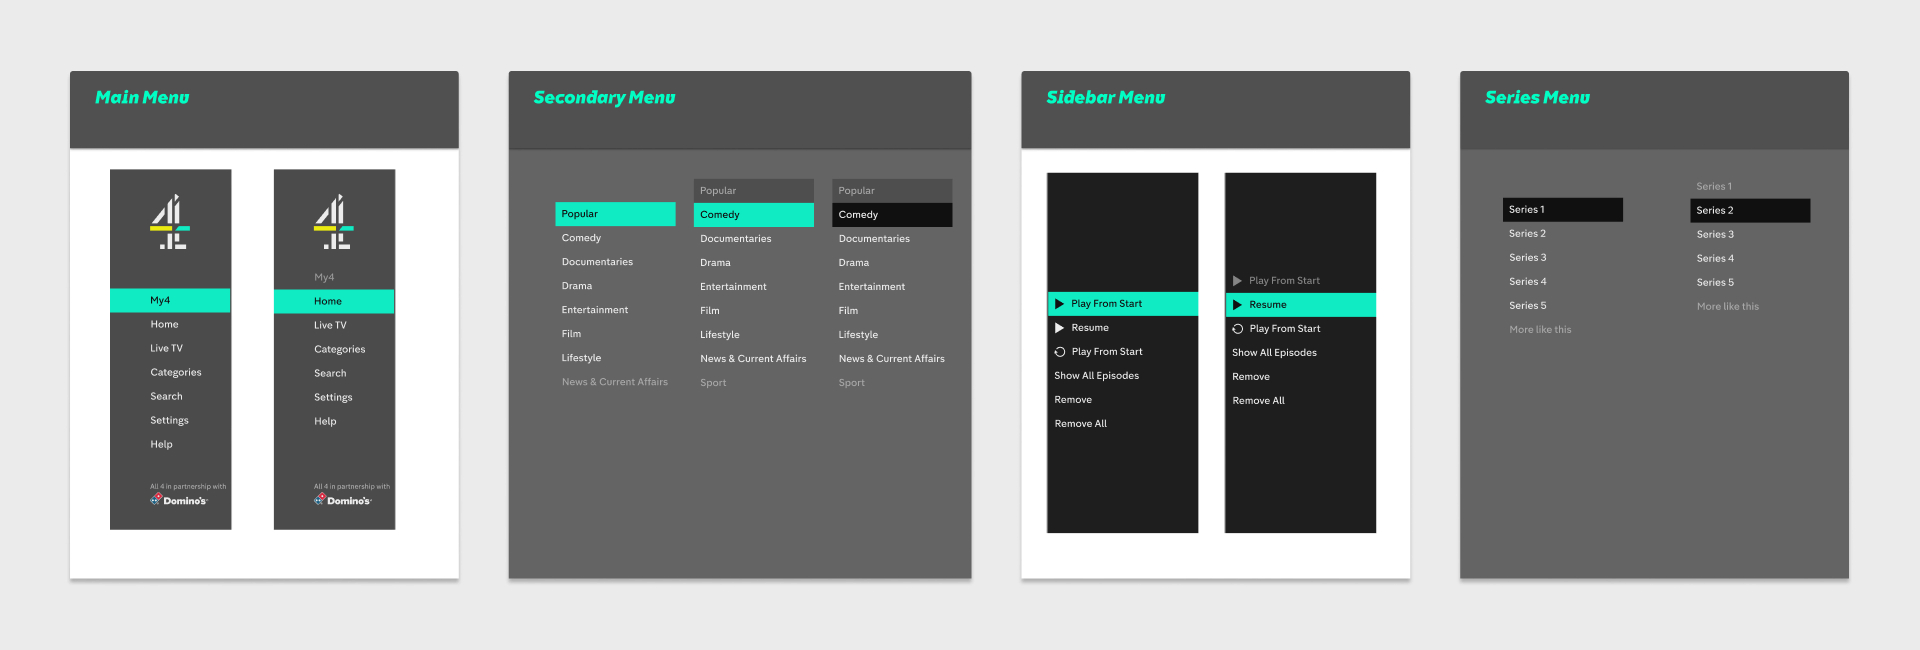 Main Menu
My4
Home
Live TV
Categories
Search
Settings
Help
All 4 in partnership with
Domino's
My4
Home
Live TV
Categories
Search
Settings
Help
All 4 in partnership with
Domino's
Secondary Menu
Popular
Comedy
Documentaries
Drama
Entertainment
Film
Lifestyle
News & Current Affairs
Popular
Comedy
Documentaries
Drama
Entertainment
Film
Lifestyle
News & Current Affairs
Sport
Popular
Comedy
Documentaries
Drama
Entertainment
Film
Lifestyle
News & Current Affairs
Sport
Sidebar Menu
Play From Start
Resume
Play From Start
Show All Episodes
Remove
Remove All
Play From Start
Resume
Play From Start
Show All Episodes
Remove
Remove All
Series Menu
Series 1
Series 2
Series 3
Series 4
Series 5
More like this
Series 1
Series 2
Series 3
Series 4
Series 5
More like this